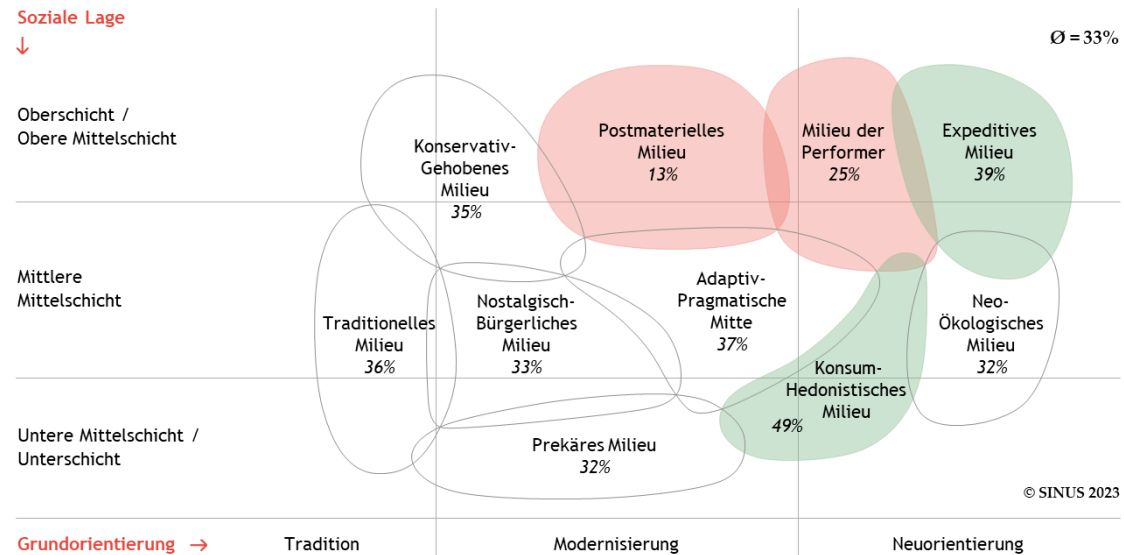 Soziale Lage
↓
Ø = 33%
Oberschicht /
Obere Mittelschicht
Konservativ-
Gehobenes
Milieu
35%
Postmaterielles
Milieu
13%
Milieu der
Performer
25%
Expeditives
Milieu
39%
Mittlere
Mittelschicht
Traditionelles
Milieu
36%
Nostalgisch-
Bürgerliches
Milieu
33%
Adaptiv-
Pragmatische
Mitte
37%
Neo-
Ökologisches
Milieu
32%
Konsum-
Hedonistisches
Milieu
49%
Untere Mittelschicht /
Unterschicht
Prekäres Milieu
32%
© SINUS 2023
Grundorientierung →
Tradition
Modernisierung
Neuorientierung